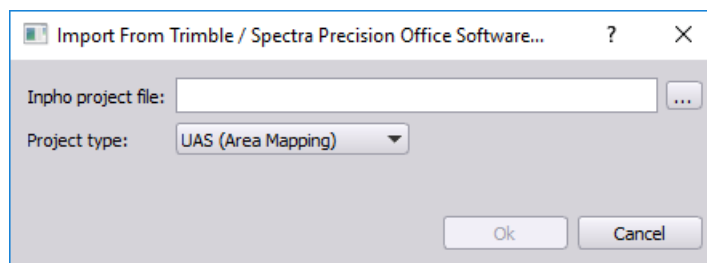 Import From Trimble / Spectra Precision Office Software... ?
Inpho project file: ...
Project type: UAS (Area Mapping)
Ok Cancel